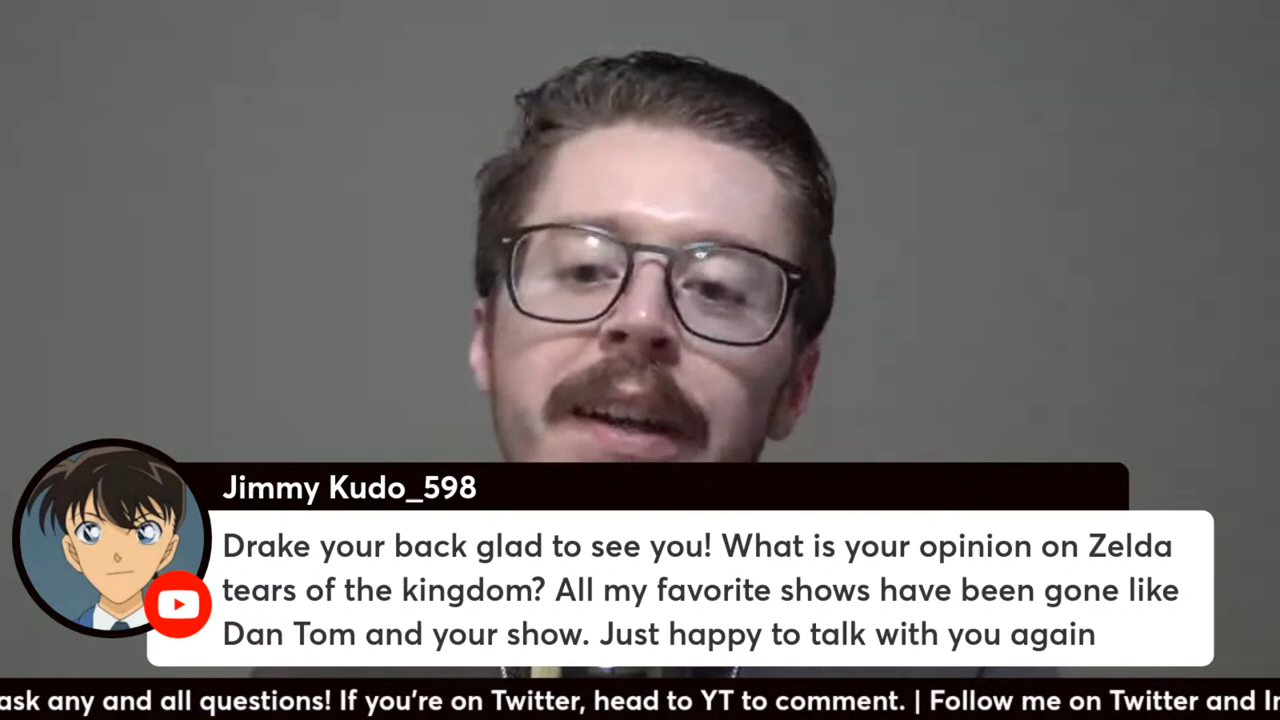 Jimmy Kudo_598
Drake your back glad to see you! What is your opinion on Zelda
tears of the kingdom? All my favorite shows have been gone like
Dan Tom and your show. Just happy to talk with you again
ask any and all questions! If you're on Twitter, head to YT to comment. | Follow me on Twitter and